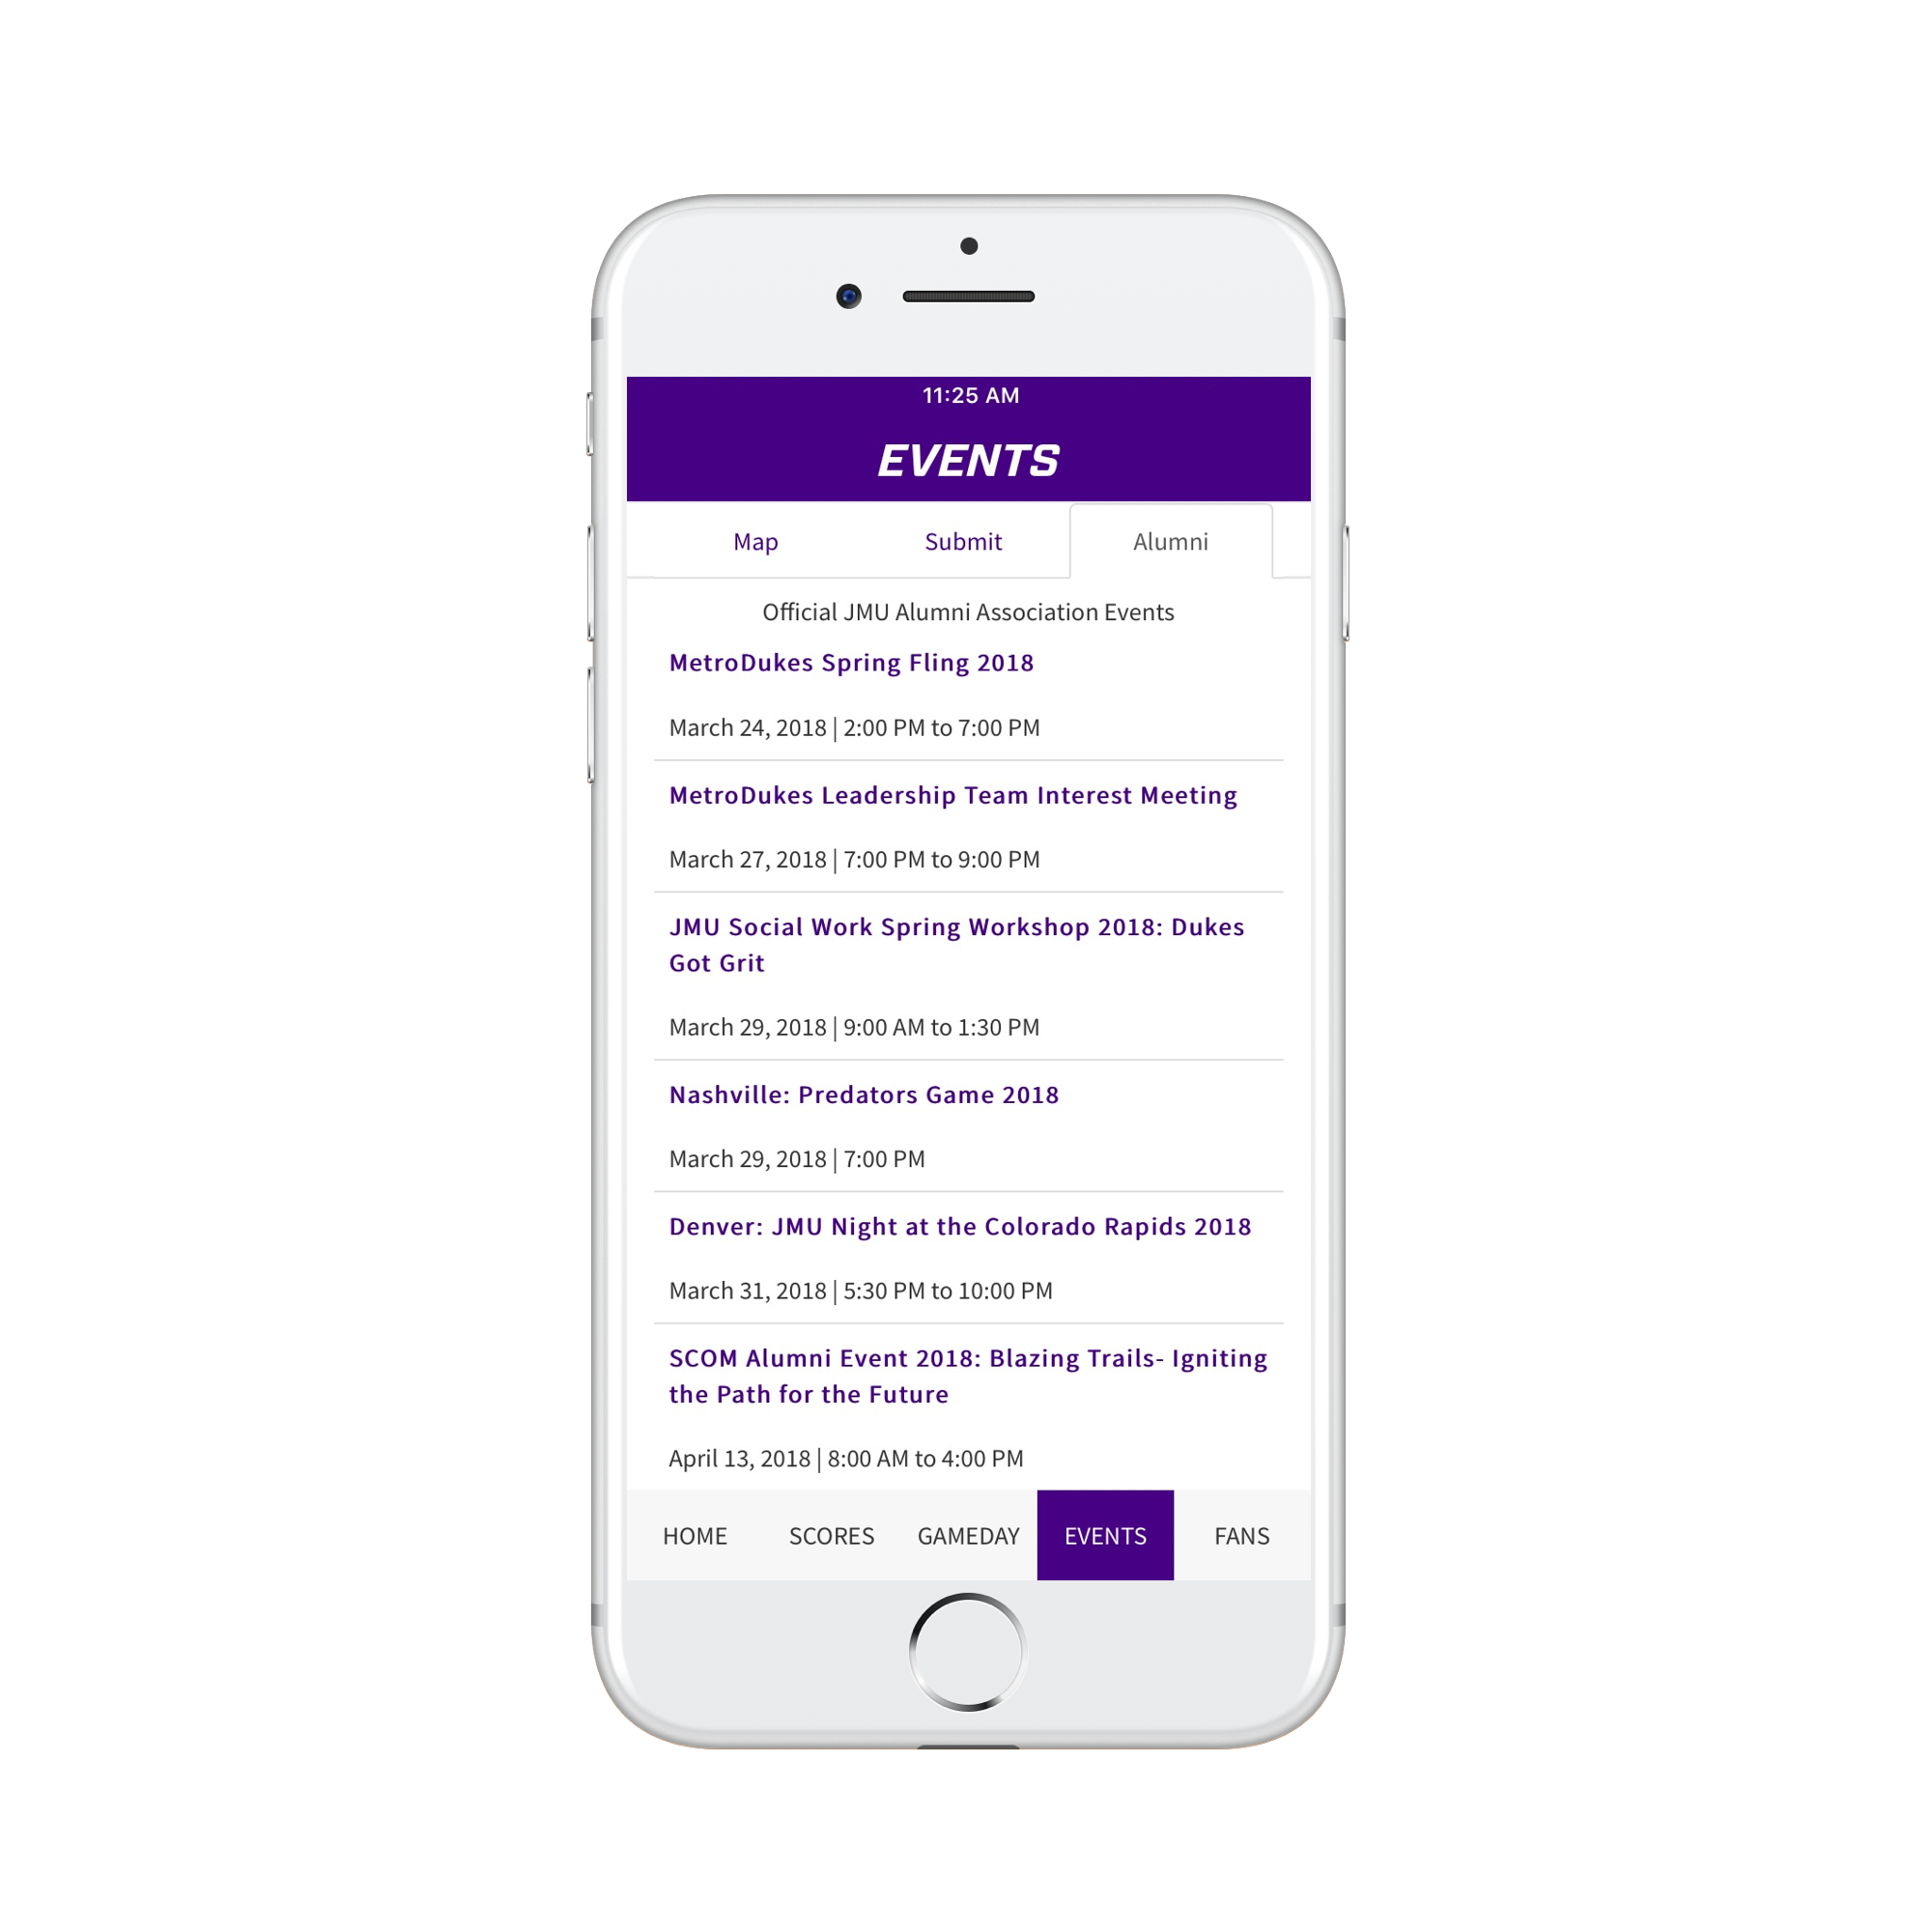 11:25 AM
EVENTS
Map Submit Alumni
Official JMU Alumni Association Events
MetroDukes Spring Fling 2018
March 24, 2018 | 2:00 PM to 7:00 PM
MetroDukes Leadership Team Interest Meeting
March 27, 2018 | 7:00 PM to 9:00 PM
JMU Social Work Spring Workshop 2018: Dukes
Got Grit
March 29, 2018 | 9:00 AM to 1:30 PM
Nashville: Predators Game 2018
March 29, 2018 | 7:00 PM
Denver: JMU Night at the Colorado Rapids 2018
March 31, 2018 | 5:30 PM to 10:00 PM
SCOM Alumni Event 2018: Blazing Trails- Igniting
the Path for the Future
April 13, 2018 | 8:00 AM to 4:00 PM
HOME SCORES GAMEDAY EVENTS FANS